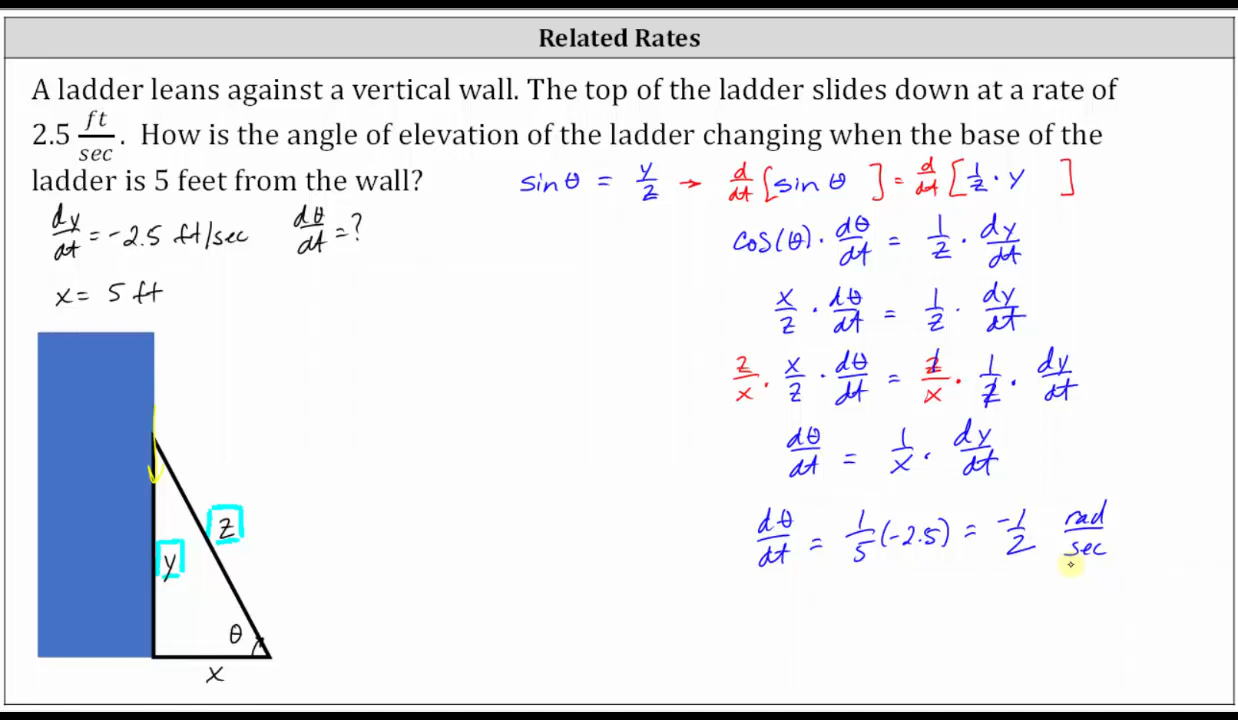 Related Rates
A ladder leans against a vertical wall. The top of the ladder slides down at a rate of
2.5 ft/sec. How is the angle of elevation of the ladder changing when the base of the
ladder is 5 feet from the wall?
sinθ = y/z → d/dt[sin θ ] = d/dt[1/z · y ]
dy/dt = -2.5 ft/sec dθ/dt = ?
cos(θ) · dθ/dt = 1/z · dy/dt
x = 5 ft
x/z · dθ/dt = 1/z · dy/dt
z/x · x/z · dθ/dt = z/x · 1/z · dy/dt
dθ/dt = 1/x · dy/dt
dθ/dt = 1/5(-2.5) = -1/2 rad/sec
z
y
θ
x